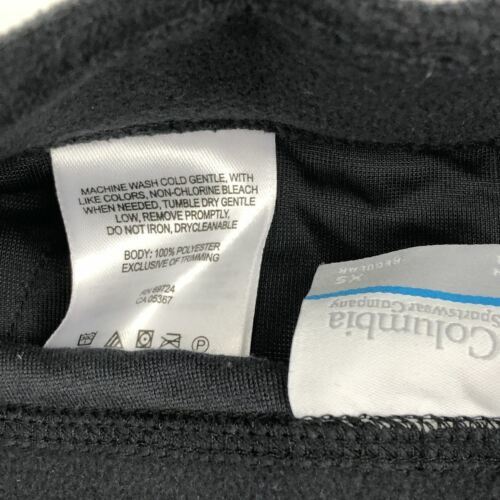 MACHINE WASH COLD GENTLE, WITH
LIKE COLORS, NON-CHLORINE BLEACH
WHEN NEEDED, TUMBLE DRY GENTLE
LOW, REMOVE PROMPTLY,
DO NOT IRON, DRYCLEANABLE
BODY: 100% POLYESTER
EXCLUSIVE OF TRIMMING
RN 69724
CA 05367
Columbia
Sportswear Company
XS
REGULAR